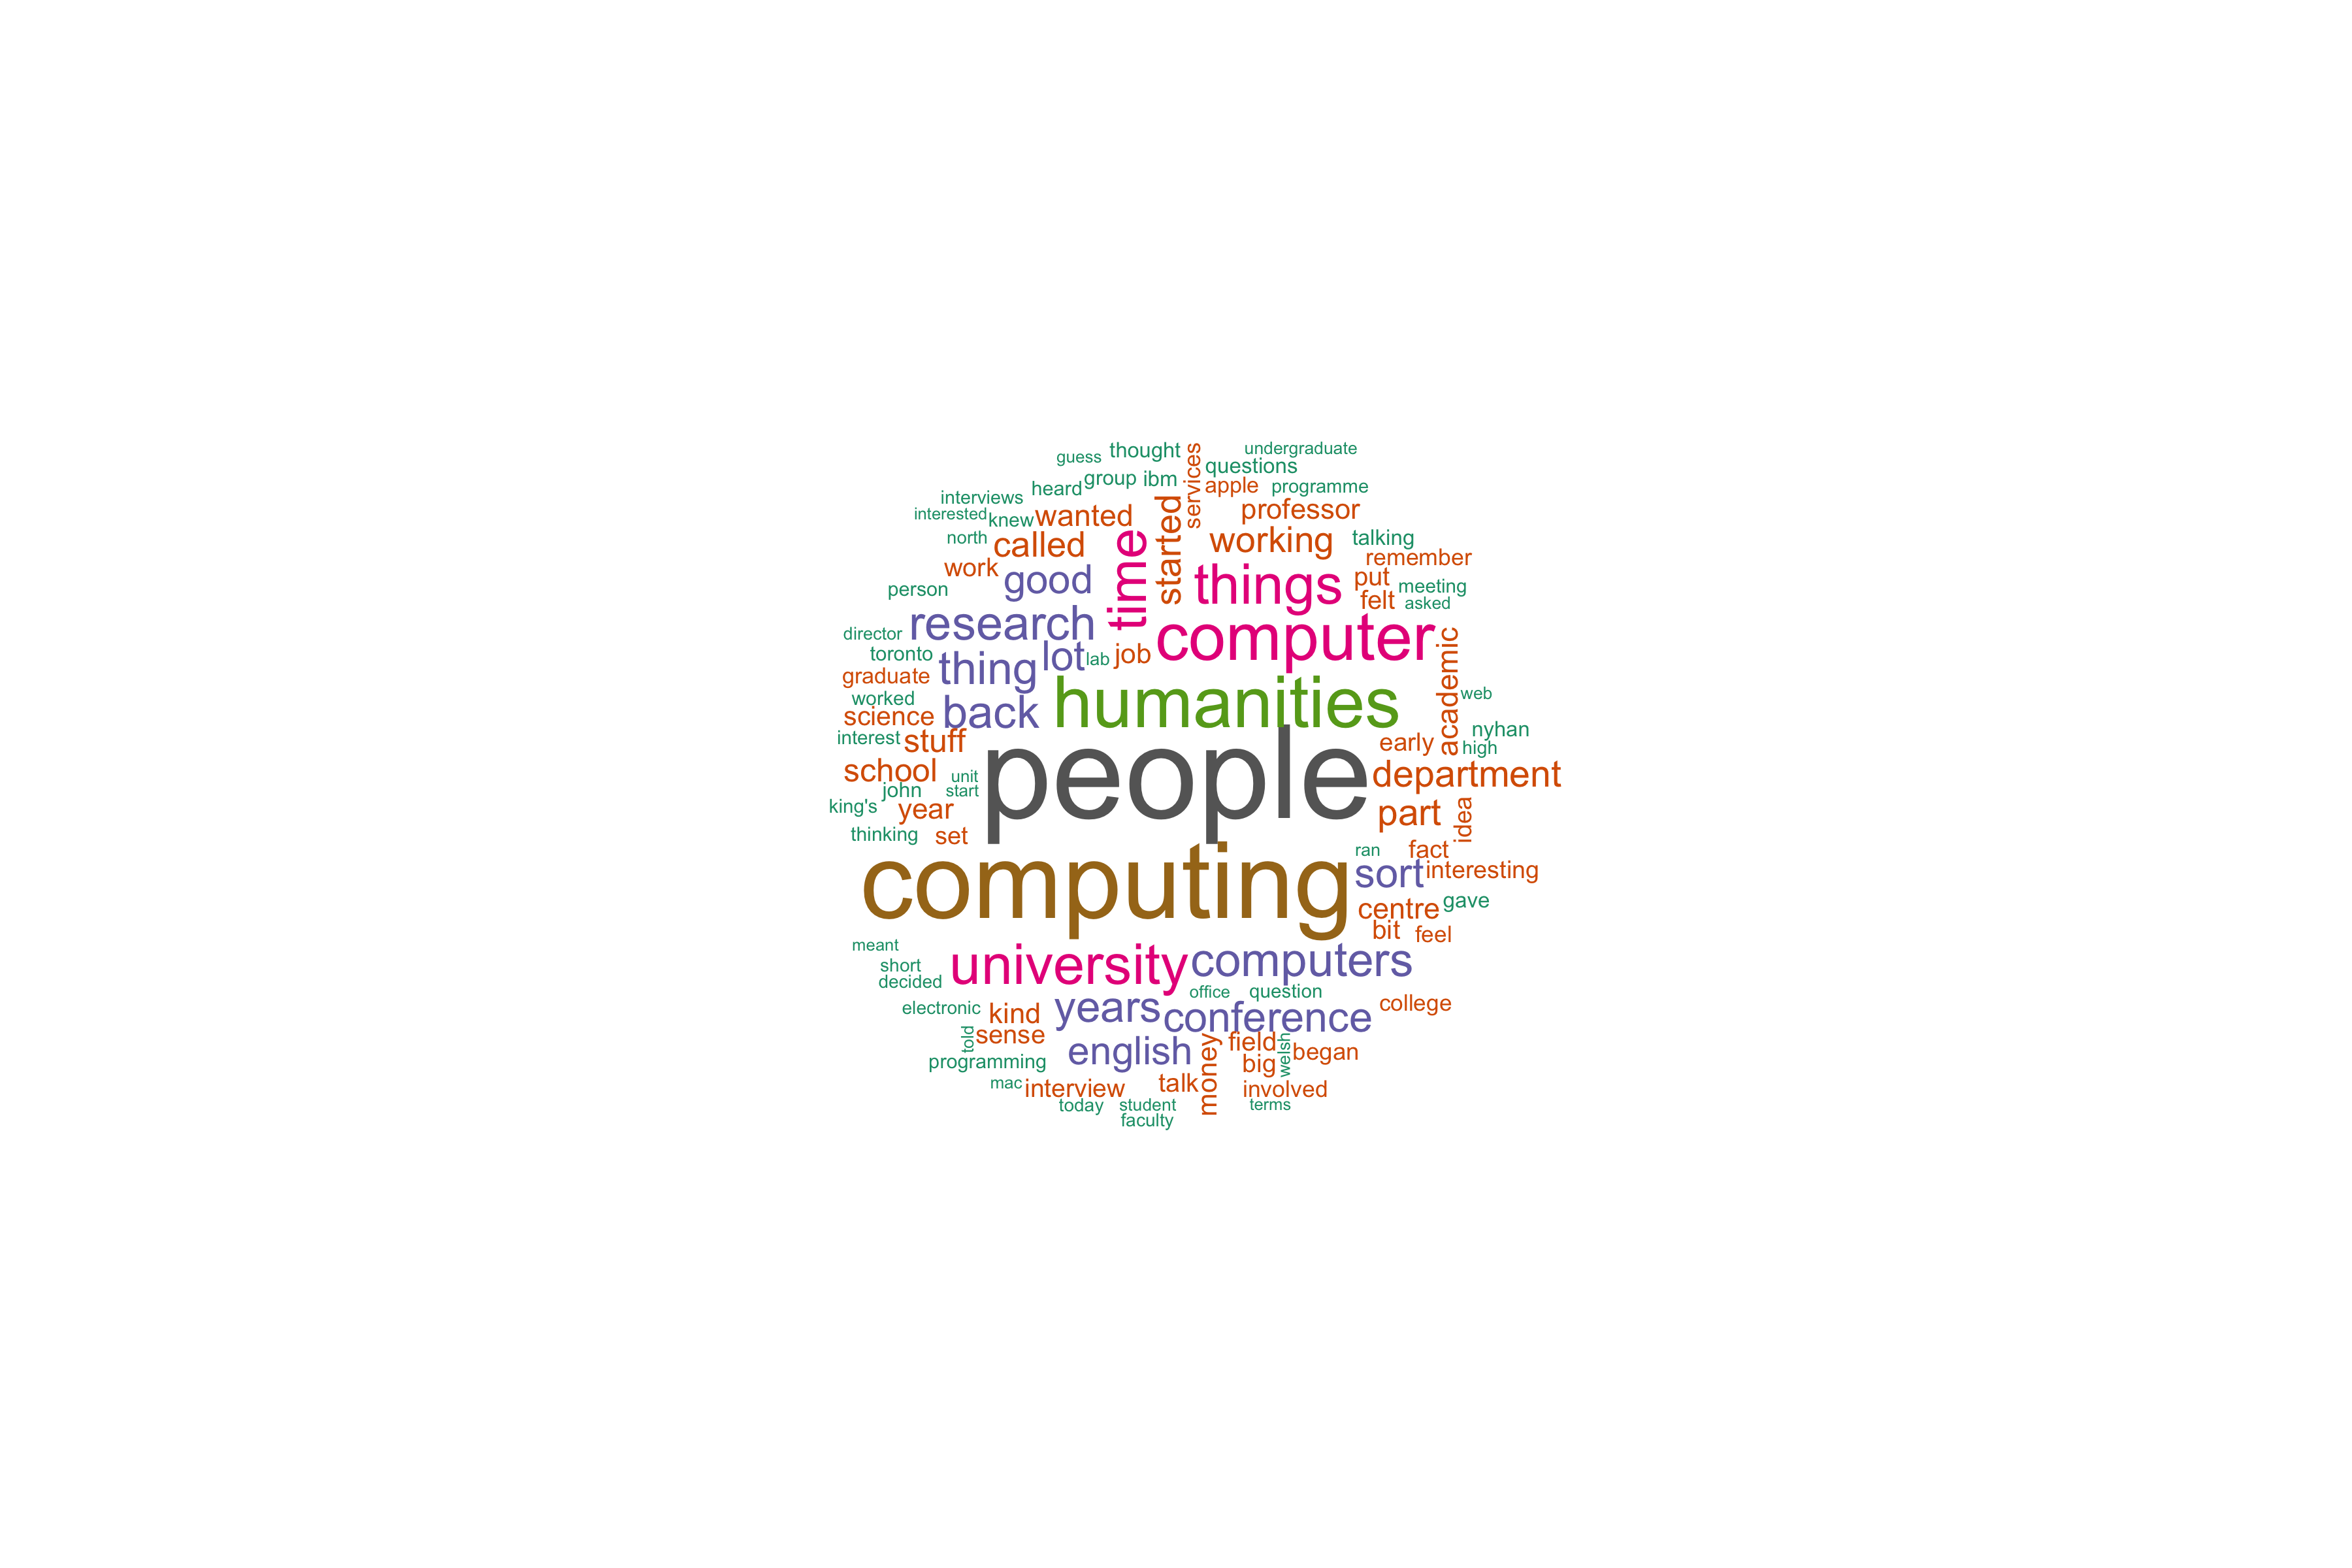 thought
undergraduate
guess
services
questions
group
ibm
heard
apple
programme
interviews
interested
knew
wanted
started
professor
north
called
time
working
talking
remember
work
good
things
put
meeting
person
felt
asked
research
computer
academic
director
toronto
thing
lot
lab
job
graduate
worked
back
humanities
web
science
nyhan
interest
stuff
people
early
high
school
unit
department
john
start
king's
year
part
idea
thinking
set
ran
fact
computing
sort
interesting
centre
gave
bit
feel
meant
university
computers
short
decided
office
question
electronic
kind
years
conference
college
told
sense
english
money
field
welsh
began
programming
big
mac
interview
talk
involved
today
student
terms
faculty